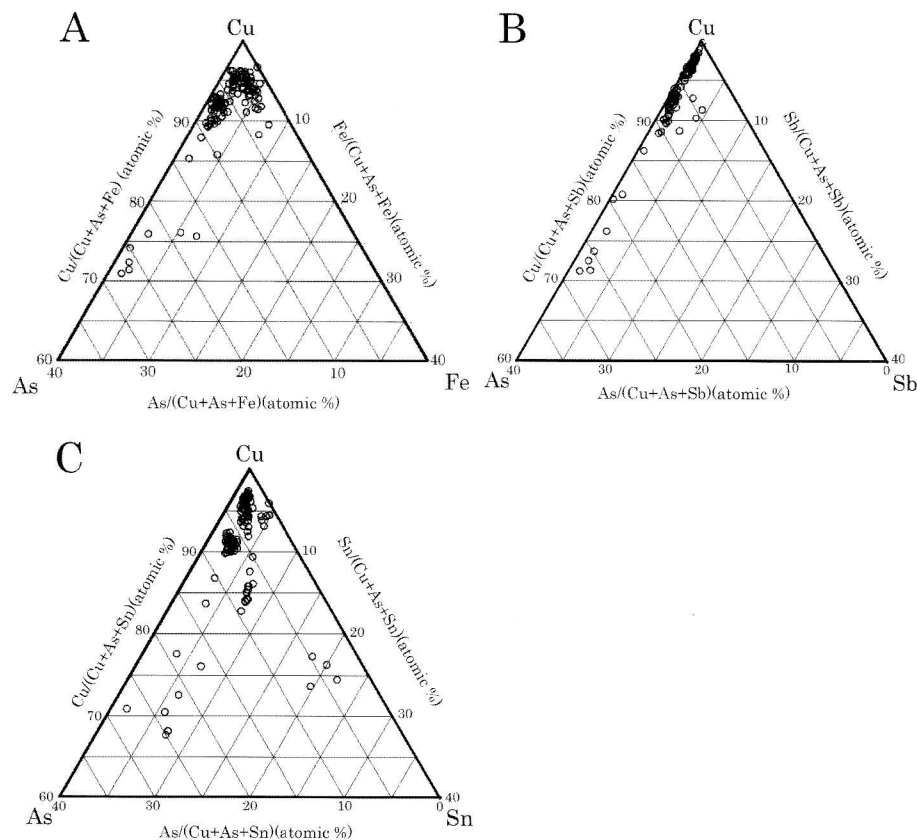 A
Cu
Cu/(Cu+As+Fe)(atomic %)
Fe/(Cu+As+Fe)(atomic %)
90
80
70
60
10
20
30
40
40
30
20
10
0
As
Fe
As/(Cu+As+Fe)(atomic %)
B
Cu
Cu/(Cu+As+Sb)(atomic %)
Sb/(Cu+As+Sb)(atomic %)
90
80
70
60
10
20
30
40
40
30
20
10
0
As
Sb
As/(Cu+As+Sb)(atomic %)
C
Cu
Cu/(Cu+As+Sn)(atomic %)
Sn/(Cu+As+Sn)(atomic %)
90
80
70
60
10
20
30
40
40
30
20
10
0
As
Sn
As/(Cu+As+Sn)(atomic %)